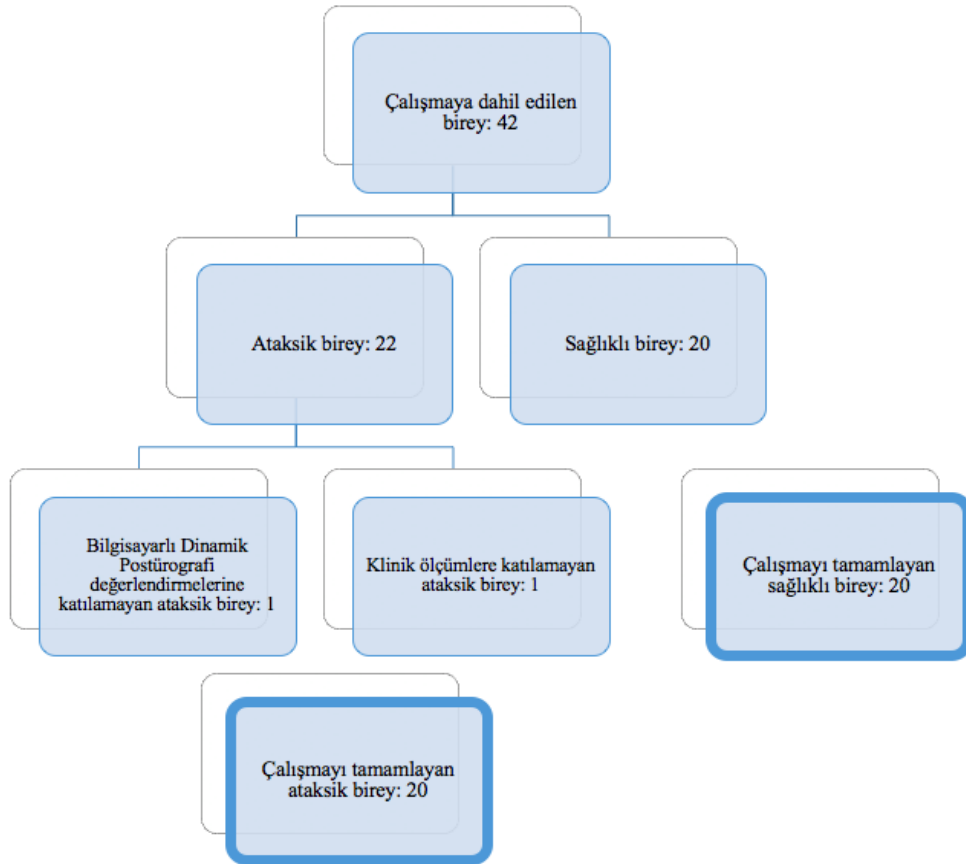 Çalışmaya dahil edilen
birey: 42
Ataksik birey: 22
Sağlıklı birey: 20
Bilgisayarlı Dinamik
Postürografi
değerlendirmelerine
katılamayan ataksik birey: 1
Klinik ölçümlere katılamayan
ataksik birey: 1
Çalışmayı tamamlayan
sağlıklı birey: 20
Çalışmayı tamamlayan
ataksik birey: 20